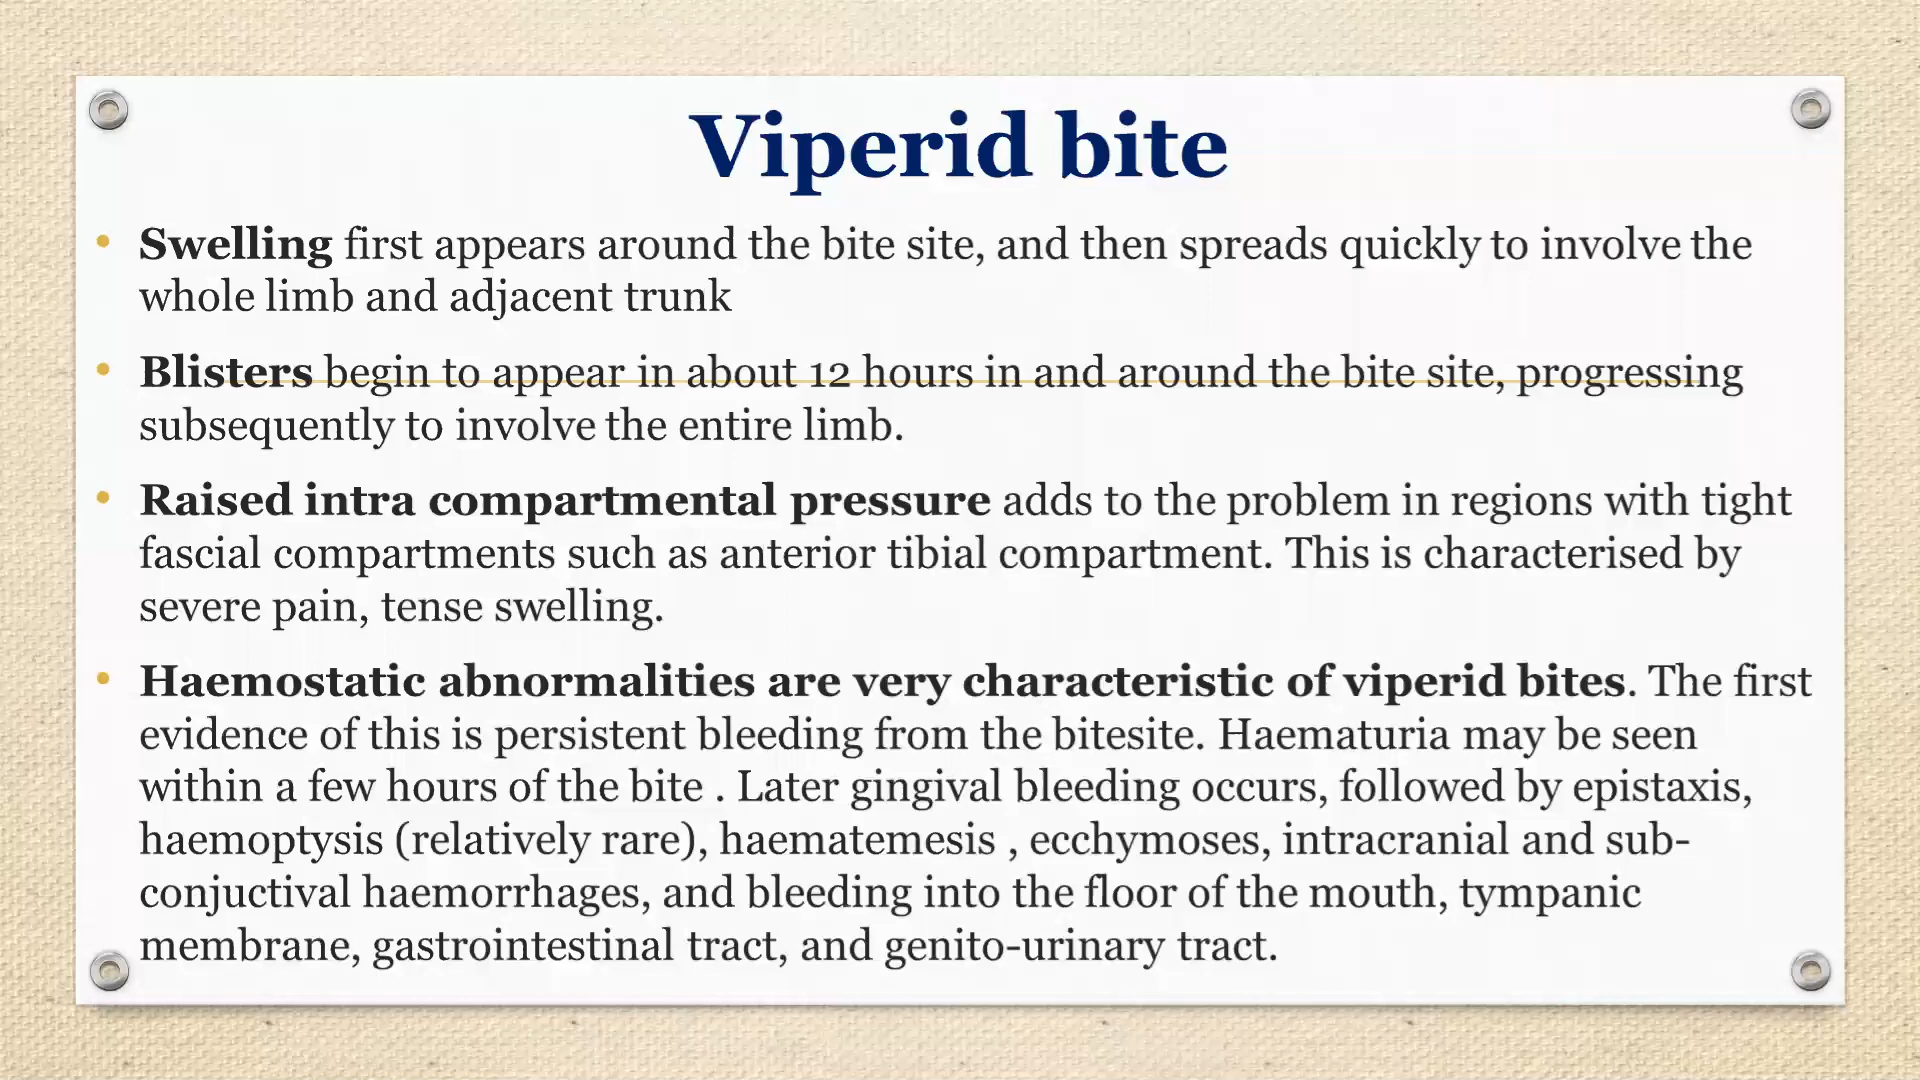 Viperid bite
• Swelling first appears around the bite site, and then spreads quickly to involve the
whole limb and adjacent trunk
• Blisters begin to appear in about 12 hours in and around the bite site, progressing
subsequently to involve the entire limb.
• Raised intra compartmental pressure adds to the problem in regions with tight
fascial compartments such as anterior tibial compartment. This is characterised by
severe pain, tense swelling.
• Haemostatic abnormalities are very characteristic of viperid bites. The first
evidence of this is persistent bleeding from the bitesite. Haematuria may be seen
within a few hours of the bite . Later gingival bleeding occurs, followed by epistaxis,
haemoptysis (relatively rare), haematemesis , ecchymoses, intracranial and sub-
conjuctival haemorrhages, and bleeding into the floor of the mouth, tympanic
membrane, gastrointestinal tract, and genito-urinary tract.